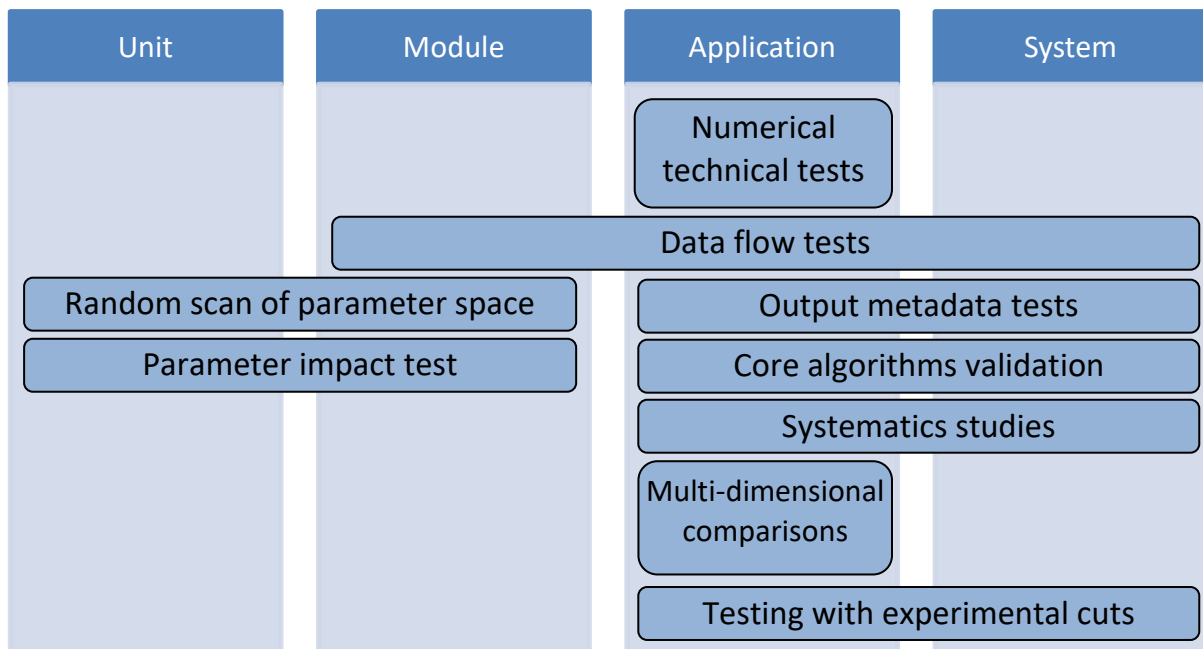 Unit
Module
Application
System
Numerical
technical tests
Data flow tests
Random scan of parameter space
Output metadata tests
Parameter impact test
Core algorithms validation
Systematics studies
Multi-dimensional
comparisons
Testing with experimental cuts